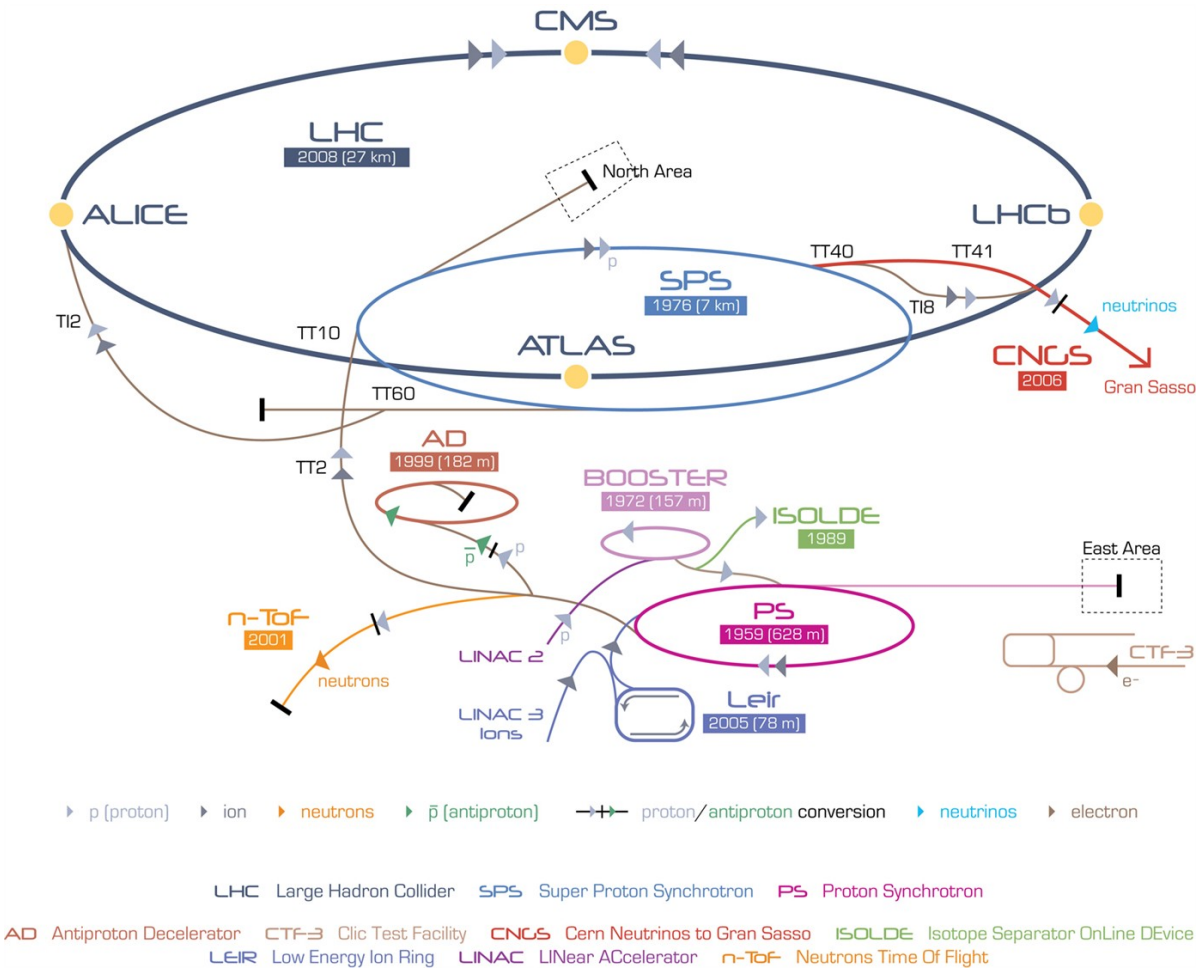 CMS
LHC
2008 (27 km)
North Area
ALICE
LHCb
TT40
TT41
p
SPS
1976 (7 km)
TI8
neutrinos
TI2
TT10
ATLAS
CNGS
2006
Gran Sasso
TT60
AD
1999 (182 m)
TT2
BOOSTER
1972 (157 m)
ISOLDE
1989
p̅
p
East Area
n-ToF
2001
PS
1959 (628 m)
p
LINAC 2
neutrons
CTF-3
e-
LINAC 3
Ions
Leir
2005 (78 m)
p (proton) ion neutrons p̅ (antiproton) proton/antiproton conversion neutrinos electron
LHC Large Hadron Collider SPS Super Proton Synchrotron PS Proton Synchrotron
AD Antiproton Decelerator CTF-3 Clic Test Facility CNGS Cern Neutrinos to Gran Sasso ISOLDE Isotope Separator OnLine DEvice
LEIR Low Energy Ion Ring LINAC LINear ACcelerator n-ToF Neutrons Time Of Flight